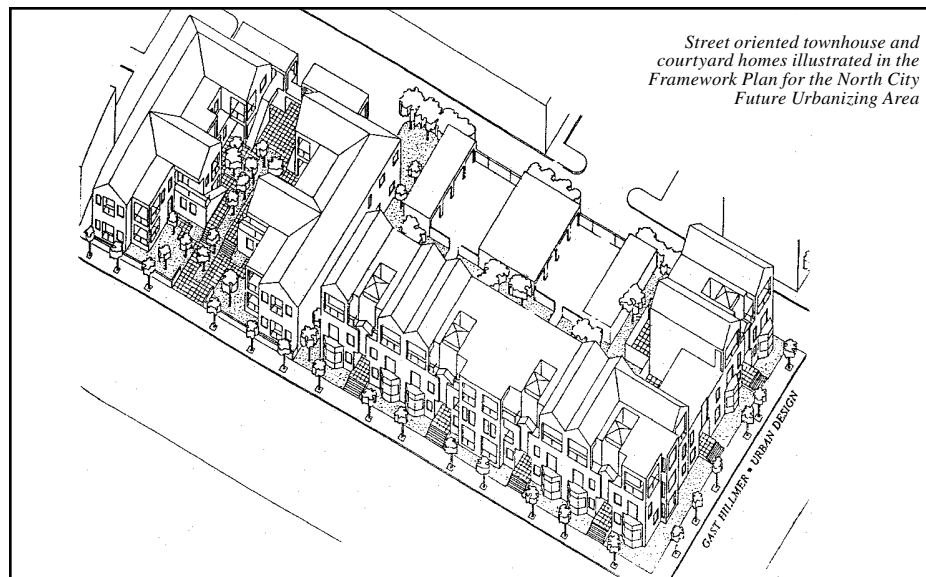 Street oriented townhouse and
courtyard homes illustrated in the
Framework Plan for the North City
Future Urbanizing Area
GAST HILLMER • URBAN DESIGN